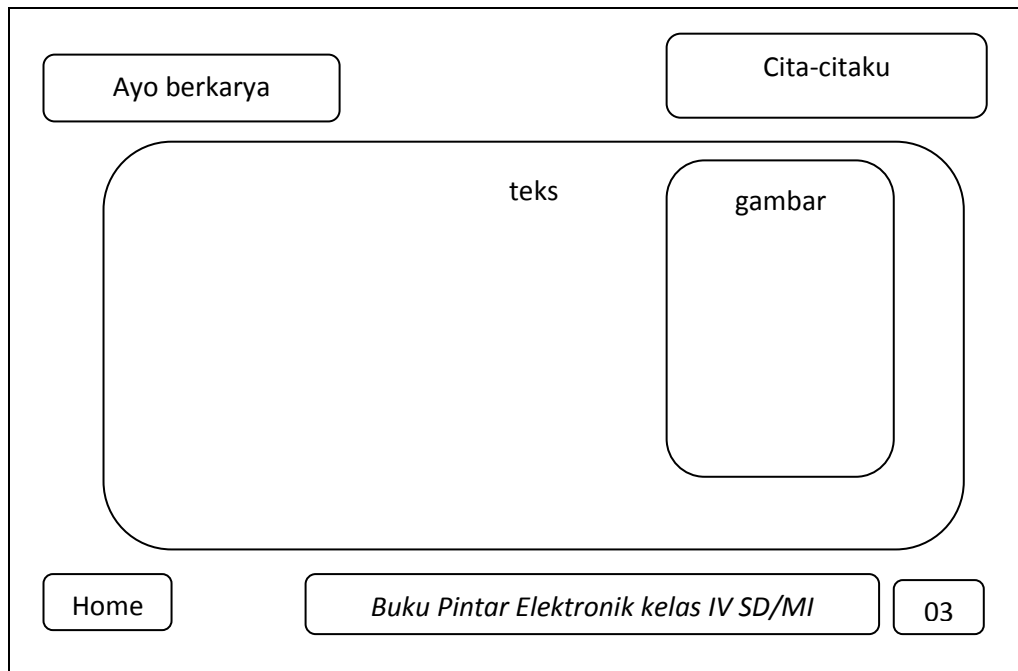 Ayo berkarya
Cita-citaku
teks
gambar
Home
Buku Pintar Elektronik kelas IV SD/MI
03